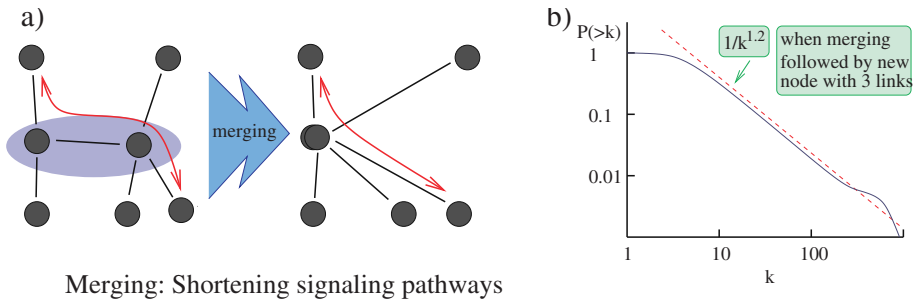 a)
merging
Merging: Shortening signaling pathways
b)
P(>k)
1
0.1
0.01
1/k^1.2
when merging
followed by new
node with 3 links
1 10 100
k